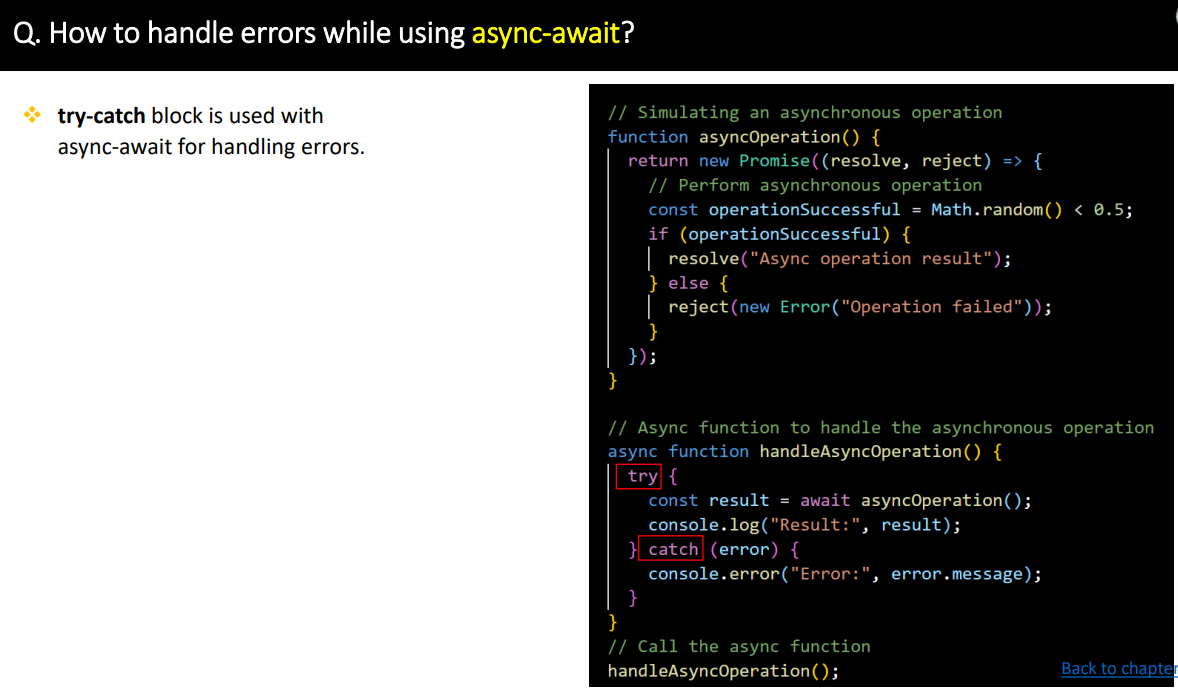 Q. How to handle errors while using async-await?
try-catch block is used with
async-await for handling errors.
// Simulating an asynchronous operation
function asyncOperation() {
  return new Promise((resolve, reject) => {
    // Perform asynchronous operation
    const operationSuccessful = Math.random() < 0.5;
    if (operationSuccessful) {
      resolve("Async operation result");
    } else {
      reject(new Error("Operation failed"));
    }
  });
}
// Async function to handle the asynchronous operation
async function handleAsyncOperation() {
  try {
    const result = await asyncOperation();
    console.log("Result:", result);
  } catch (error) {
    console.error("Error:", error.message);
  }
}
// Call the async function
handleAsyncOperation();
Back to chapter